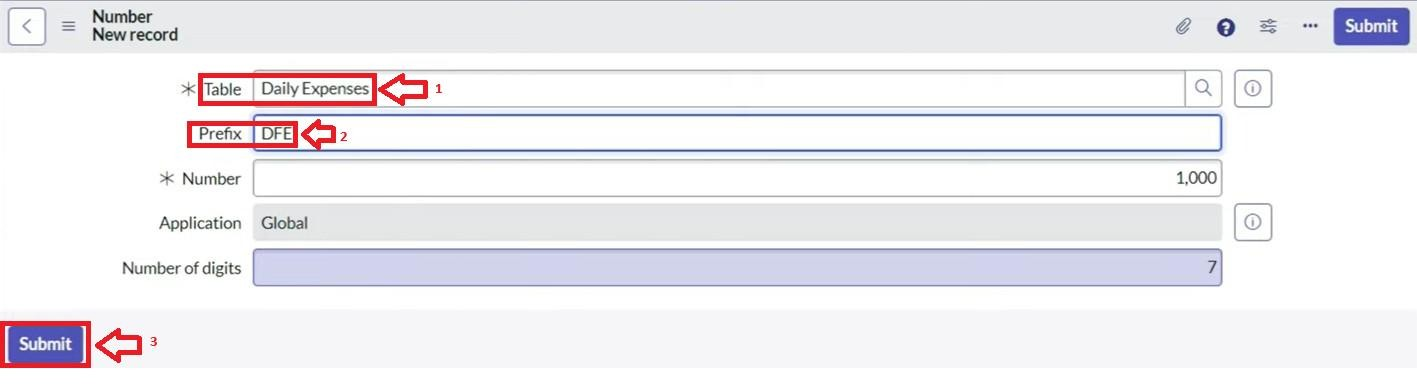 Number
New record
Submit
Table Daily Expenses 1
Prefix DFE 2
Number 1,000
Application Global
Number of digits 7
Submit 3